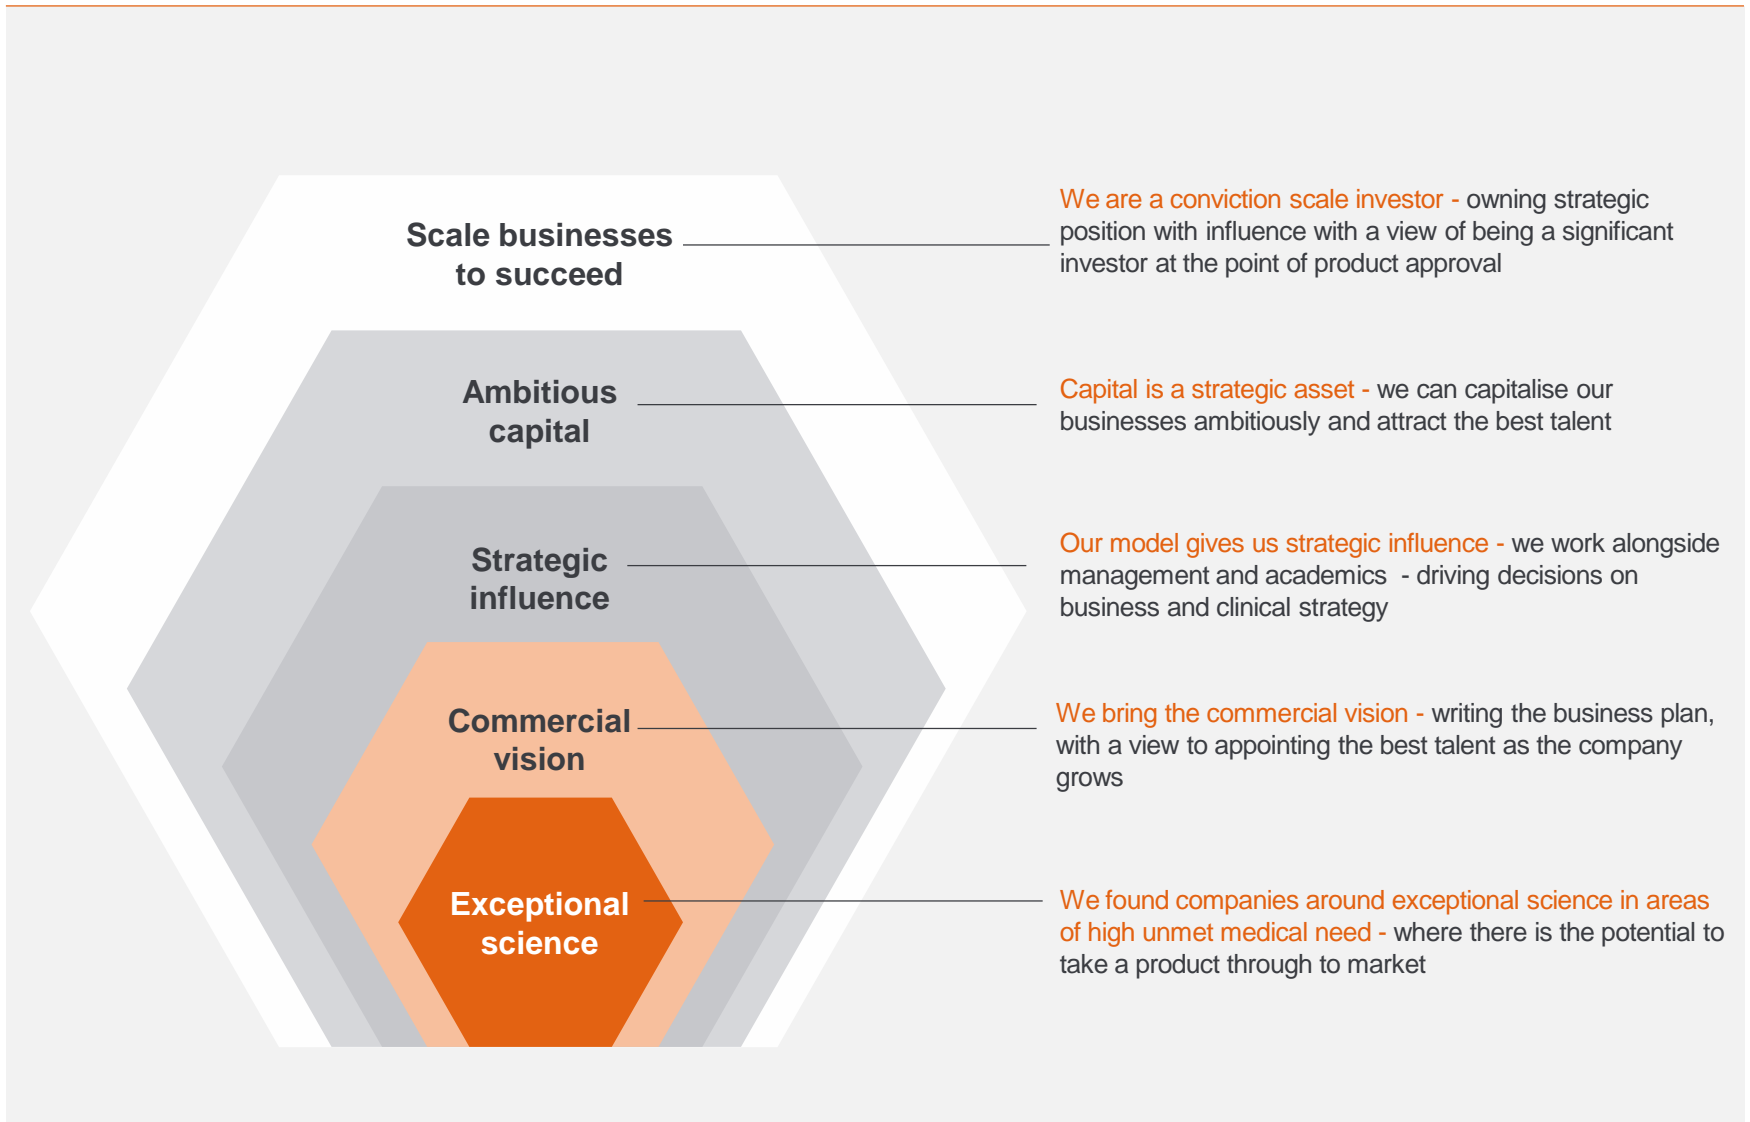 Scale businesses
to succeed
We are a conviction scale investor - owning strategic
position with influence with a view of being a significant
investor at the point of product approval
Ambitious
capital
Capital is a strategic asset - we can capitalise our
businesses ambitiously and attract the best talent
Strategic
influence
Our model gives us strategic influence - we work alongside
management and academics  - driving decisions on
business and clinical strategy
Commercial
vision
We bring the commercial vision - writing the business plan,
with a view to appointing the best talent as the company
grows
Exceptional
science
We found companies around exceptional science in areas
of high unmet medical need - where there is the potential to
take a product through to market